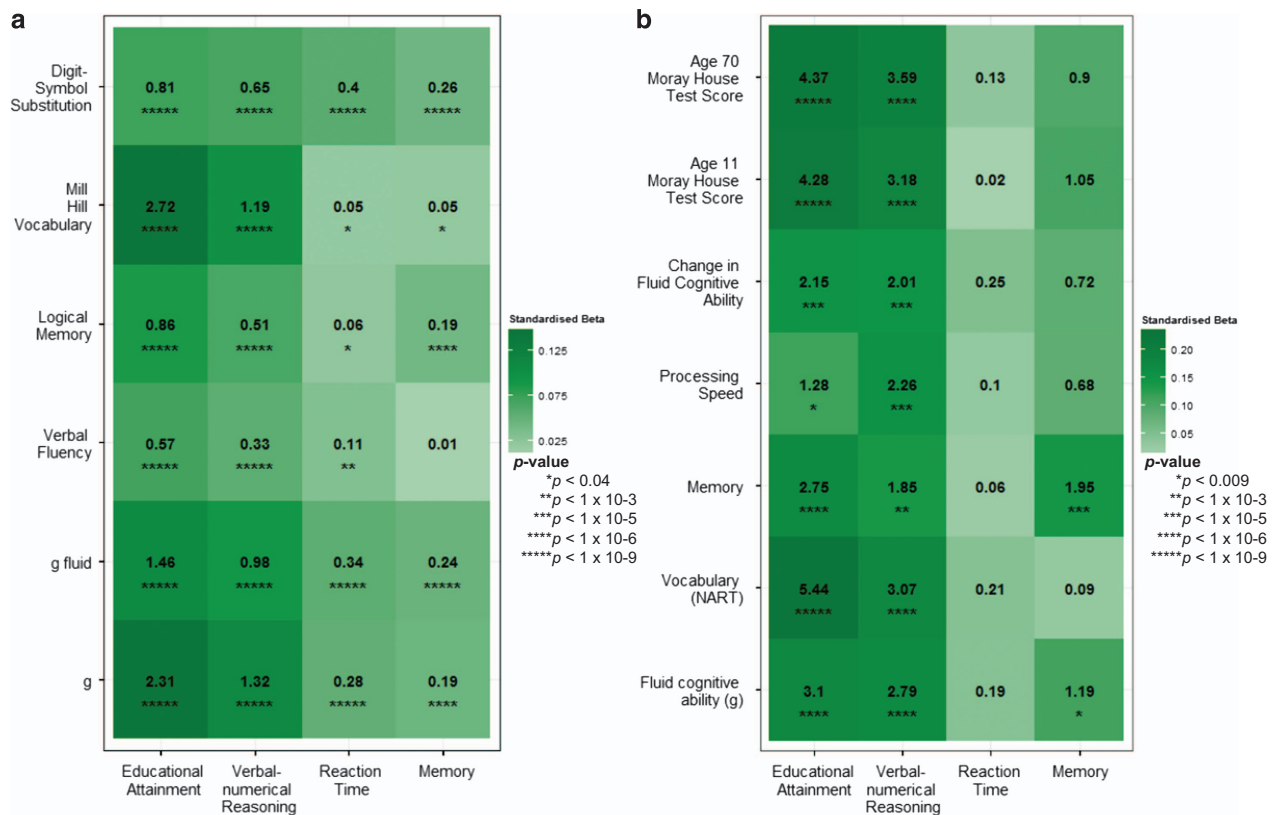 a
Digit-
Symbol
Substitution
0.81
0.65
0.4
0.26
*****
*****
*****
*****
Mill
Hill
Vocabulary
2.72
1.19
0.05
0.05
*****
*****
*
*
Logical
Memory
0.86
0.51
0.06
0.19
*****
*****
*
****
Verbal
Fluency
0.57
0.33
0.11
0.01
*****
*****
**
g fluid
1.46
0.98
0.34
0.24
*****
*****
*****
*****
g
2.31
1.32
0.28
0.19
*****
*****
*****
****
Educational
Attainment
Verbal-
numerical
Reasoning
Reaction
Time
Memory
Standardised Beta
0.125
0.075
0.025
p-value
*p < 0.04
**p < 1 x 10-3
***p < 1 x 10-5
****p < 1 x 10-6
*****p < 1 x 10-9
b
Age 70
Moray House
Test Score
4.37
3.59
0.13
0.9
*****
****
Age 11
Moray House
Test Score
4.28
3.18
0.02
1.05
*****
****
Change in
Fluid Cognitive
Ability
2.15
2.01
0.25
0.72
***
***
Processing
Speed
1.28
2.26
0.1
0.68
*
***
Memory
2.75
1.85
0.06
1.95
****
**
***
Vocabulary
(NART)
5.44
3.07
0.21
0.09
*****
****
Fluid cognitive
ability (g)
3.1
2.79
0.19
1.19
****
****
*
Educational
Attainment
Verbal-
numerical
Reasoning
Reaction
Time
Memory
Standardised Beta
0.20
0.15
0.10
0.05
p-value
*p < 0.009
**p < 1 x 10-3
***p < 1 x 10-5
****p < 1 x 10-6
*****p < 1 x 10-9